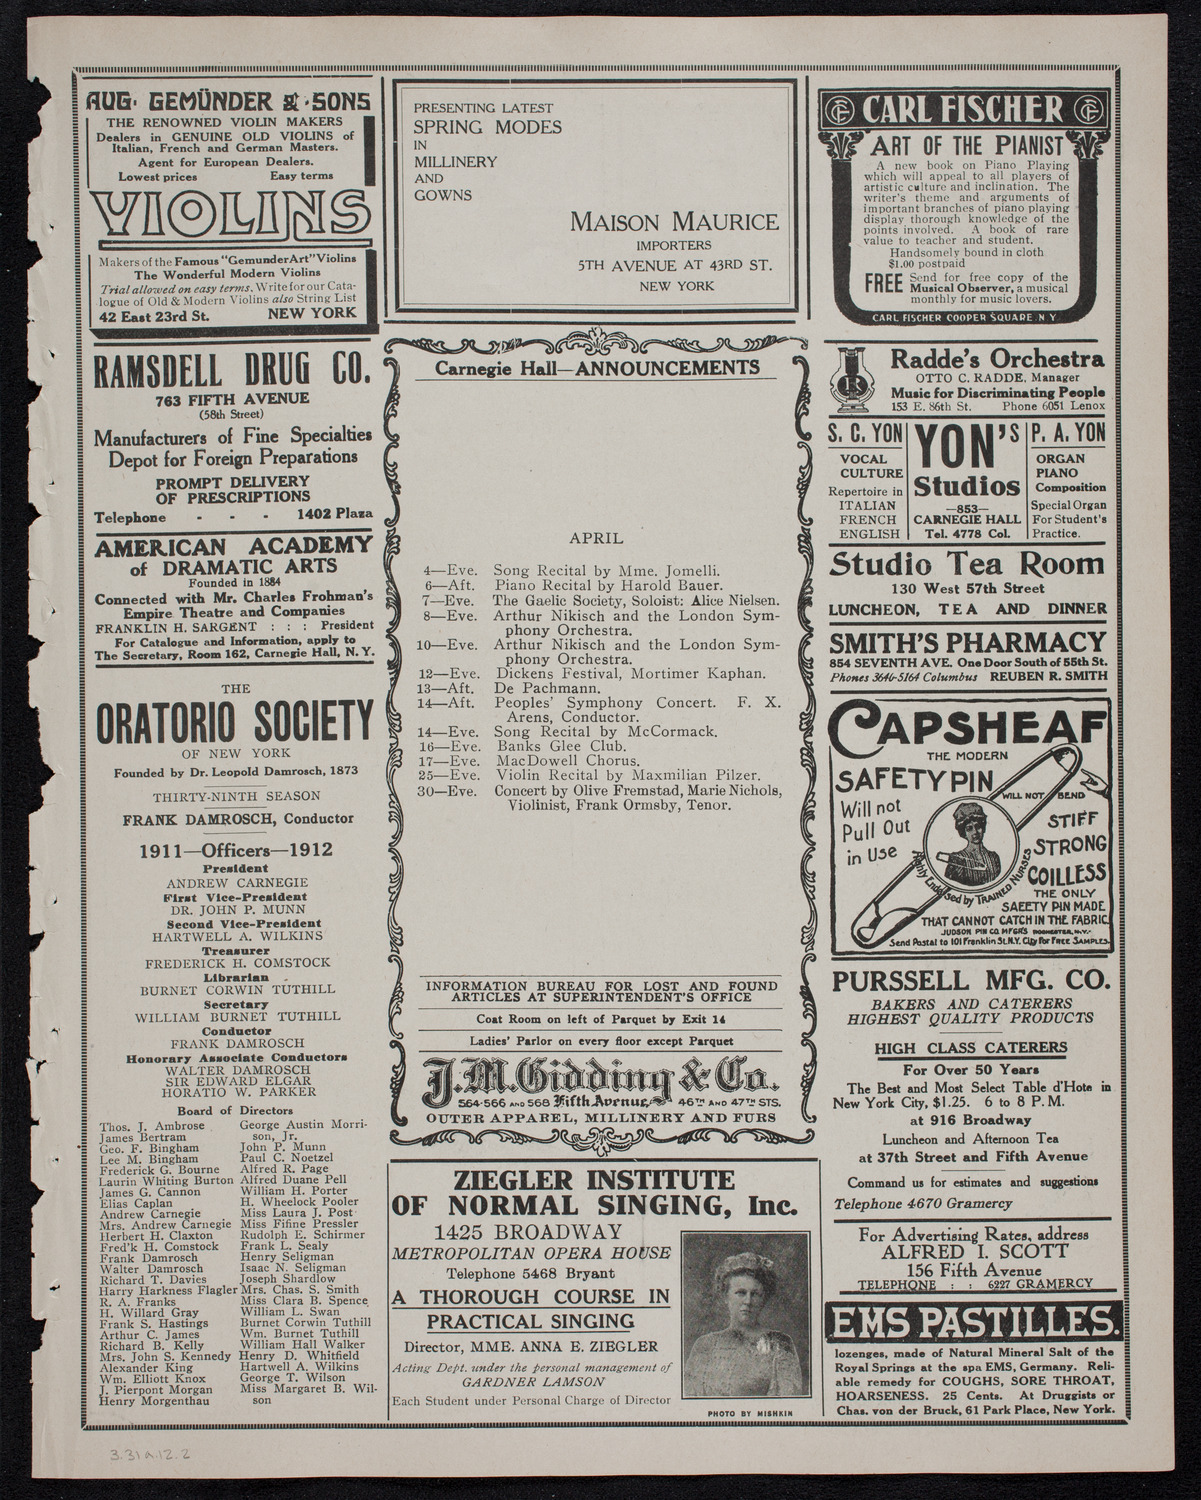 AUG. GEMÜNDER & SONS
THE RENOWNED VIOLIN MAKERS
Dealers in GENUINE OLD VIOLINS of
Italian, French and German Masters.
Agent for European Dealers.
Lowest prices Easy terms
VIOLINS
Makers of the Famous "Gemunder Art" Violins
The Wonderful Modern Violins
Trial allowed on easy terms. Write for our Cata-
logue of Old & Modern Violins also String List
42 East 23rd St. NEW YORK
RAMSDELL DRUG CO.
763 FIFTH AVENUE
(58th Street)
Manufacturers of Fine Specialties
Depot for Foreign Preparations
PROMPT DELIVERY
OF PRESCRIPTIONS
Telephone - - - 1402 Plaza
AMERICAN ACADEMY
of DRAMATIC ARTS
Founded in 1884
Connected with Mr. Charles Frohman's
Empire Theatre and Companies
FRANKLIN H. SARGENT : : : President
For Catalogue and Information, apply to
The Secretary, Room 162, Carnegie Hall, N. Y.
THE
ORATORIO SOCIETY
OF NEW YORK
Founded by Dr. Leopold Damrosch, 1873
THIRTY-NINTH SEASON
FRANK DAMROSCH, Conductor
1911—Officers—1912
President
ANDREW CARNEGIE
First Vice-President
DR. JOHN P. MUNN
Second Vice-President
HARTWELL A. WILKINS
Treasurer
FREDERICK H. COMSTOCK
Librarian
BURNET CORWIN TUTHILL
Secretary
WILLIAM BURNET TUTHILL
Conductor
FRANK DAMROSCH
Honorary Associate Conductors
WALTER DAMROSCH
SIR EDWARD ELGAR
HORATIO W. PARKER
Board of Directors
Thos. J. Ambrose
James Bertram
Geo. F. Bingham
Lee M. Bingham
Frederick G. Bourne
Laurin Whiting Burton
James G. Cannon
Elias Caplan
Andrew Carnegie
Mrs. Andrew Carnegie
Herbert H. Claxton
Fred'k H. Comstock
Frank Damrosch
Walter Damrosch
Richard T. Davies
Harry Harkness Flagler
R. A. Franks
H. Willard Gray
Frank S. Hastings
Arthur C. James
Richard B. Kelly
Mrs. John S. Kennedy
Alexander King
Wm. Elliott Knox
J. Pierpont Morgan
Henry Morgenthau
George Austin Morri-
son, Jr.
John P. Munn
Paul C. Noetzel
Alfred R. Page
Alfred Duane Pell
William H. Porter
H. Wheelock Pooler
Miss Laura J. Post
Miss Fifine Pressler
Rudolph E. Schirmer
Frank L. Sealy
Henry Seligman
Isaac N. Seligman
Joseph Shardlow
Mrs. Chas. S. Smith
Miss Clara B. Spence
William L. Swan
Burnet Corwin Tuthill
Wm. Burnet Tuthill
William Hall Walker
Henry D. Whitfield
Hartwell A. Wilkins
George T. Wilson
Miss Margaret B. Wil-
son
PRESENTING LATEST
SPRING MODES
IN
MILLINERY
AND
GOWNS
MAISON MAURICE
IMPORTERS
5TH AVENUE AT 43RD ST.
NEW YORK
Carnegie Hall—ANNOUNCEMENTS
APRIL
4—Eve. Song Recital by Mme. Jomelli.
6—Aft. Piano Recital by Harold Bauer.
7—Eve. The Gaelic Society, Soloist: Alice Nielsen.
8—Eve. Arthur Nikisch and the London Sym-
phony Orchestra.
10—Eve. Arthur Nikisch and the London Sym-
phony Orchestra.
12—Eve. Dickens Festival, Mortimer Kaphan.
13—Aft. De Pachmann.
14—Aft. Peoples' Symphony Concert. F. X.
Arens, Conductor.
14—Eve. Song Recital by McCormack.
16—Eve. Banks Glee Club.
17—Eve. MacDowell Chorus.
25—Eve. Violin Recital by Maxmilian Pilzer.
30—Eve. Concert by Olive Fremstad, Marie Nichols,
Violinist, Frank Ormsby, Tenor.
INFORMATION BUREAU FOR LOST AND FOUND
ARTICLES AT SUPERINTENDENT'S OFFICE
Coat Room on left of Parquet by Exit 14
Ladies' Parlor on every floor except Parquet
J. M. Gidding & Co.
564-566 AND 568 Fifth Avenue, 46TH AND 47TH STS.
OUTER APPAREL, MILLINERY AND FURS
ZIEGLER INSTITUTE
OF NORMAL SINGING, Inc.
1425 BROADWAY
METROPOLITAN OPERA HOUSE
Telephone 5468 Bryant
A THOROUGH COURSE IN
PRACTICAL SINGING
Director, MME. ANNA E. ZIEGLER
Acting Dept. under the personal management of
GARDNER LAMSON
Each Student under Personal Charge of Director
PHOTO BY MISHKIN
CF CARL FISCHER CF
ART OF THE PIANIST
A new book on Piano Playing
which will appeal to all players of
artistic culture and inclination. The
writer's theme and arguments of
important branches of piano playing
display thorough knowledge of the
points involved. A book of rare
value to teacher and student.
Handsomely bound in cloth
$1.00 postpaid
FREE Send for free copy of the
Musical Observer, a musical
monthly for music lovers.
CARL FISCHER COOPER SQUARE N.Y.
R
Radde's Orchestra
OTTO C. RADDE, Manager
Music for Discriminating People
153 E. 86th St. Phone 6051 Lenox
S. C. YON
VOCAL
CULTURE
Repertoire in
ITALIAN
FRENCH
ENGLISH
YON'S
Studios
—853—
CARNEGIE HALL
Tel. 4778 Col.
P. A. YON
ORGAN
PIANO
Composition
Special Organ
For Student's
Practice.
Studio Tea Room
130 West 57th Street
LUNCHEON, TEA AND DINNER
SMITH'S PHARMACY
854 SEVENTH AVE. One Door South of 55th St.
Phones 3646-5164 Columbus REUBEN R. SMITH
CAPSHEAF
THE MODERN
SAFETY PIN
WILL NOT BEND
Will not
Pull Out
in Use
STIFF
STRONG
COILLESS
Highly Endorsed by TRAINED NURSES
THE ONLY
SAFETY PIN MADE
THAT CANNOT CATCH IN THE FABRIC
JUDSON PIN CO. MFGRS ROCHESTER, N.Y.
Send Postal to 101 Franklin St. N.Y. City For FREE SAMPLES
PURSSELL MFG. CO.
BAKERS AND CATERERS
HIGHEST QUALITY PRODUCTS
HIGH CLASS CATERERS
For Over 50 Years
The Best and Most Select Table d'Hote in
New York City, $1.25. 6 to 8 P. M.
at 916 Broadway
Luncheon and Afternoon Tea
at 37th Street and Fifth Avenue
Command us for estimates and suggestions
Telephone 4670 Gramercy
For Advertising Rates, address
ALFRED I. SCOTT
156 Fifth Avenue
TELEPHONE : : 6227 GRAMERCY
EMS PASTILLES.
lozenges, made of Natural Mineral Salt of the
Royal Springs at the spa EMS, Germany. Reli-
able remedy for COUGHS, SORE THROAT,
HOARSENESS. 25 Cents. At Druggists or
Chas. von der Bruck, 61 Park Place, New York.
3.31A.12.2